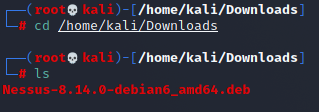 ┌──(root💀kali)-[/home/kali/Downloads]
└─# cd /home/kali/Downloads
┌──(root💀kali)-[/home/kali/Downloads]
└─# ls
Nessus-8.14.0-debian6_amd64.deb